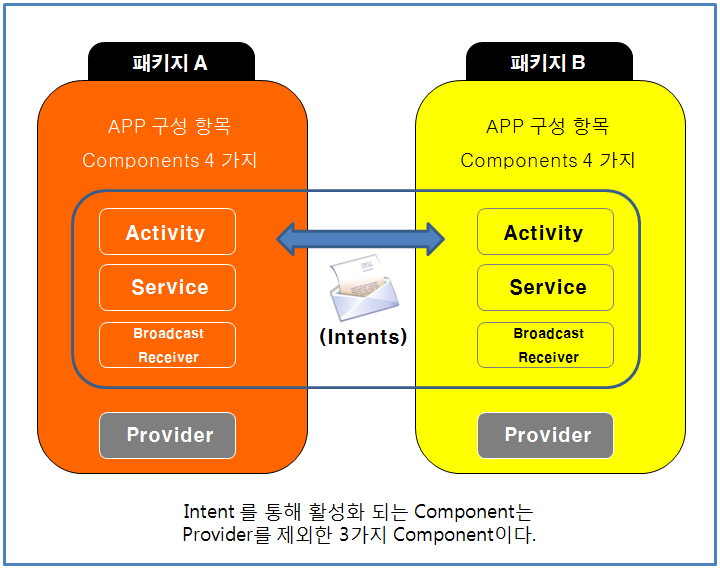 패키지 A
APP 구성 항목
Components 4 가지
Activity
Service
Broadcast
Receiver
Provider
(Intents)
패키지 B
APP 구성 항목
Components 4 가지
Activity
Service
Broadcast
Receiver
Provider
Intent 를 통해 활성화 되는 Component는
Provider를 제외한 3가지 Component이다.